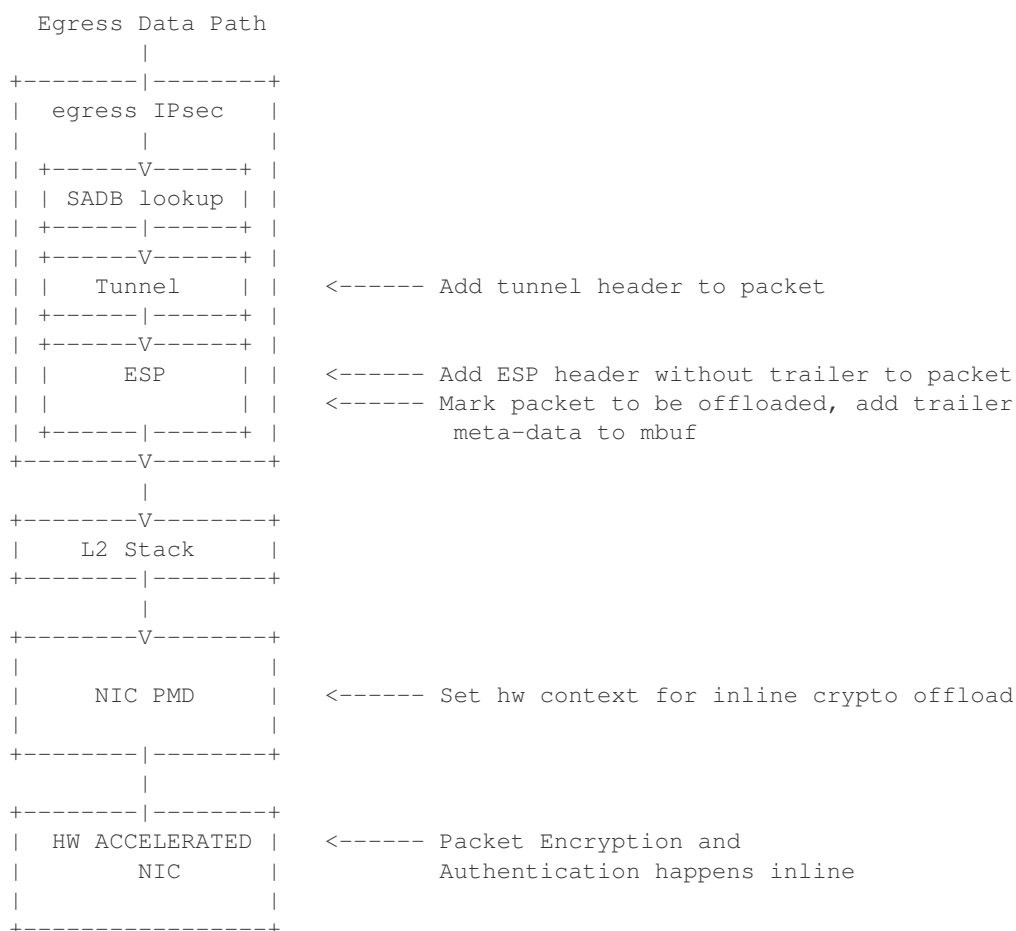 Egress Data Path
|
+--------|--------+
|  egress IPsec   |
|        |        |
| +------V------+ |
| | SADB lookup | |
| +------|------+ |
| +------V------+ |
| |   Tunnel    | |   <------ Add tunnel header to packet
| +------|------+ |
| +------V------+ |
| |     ESP     | |   <------ Add ESP header without trailer to packet
| |             | |   <------ Mark packet to be offloaded, add trailer
| +------|------+ |            meta-data to mbuf
+--------V--------+
|
+--------V--------+
|    L2 Stack     |
+--------|--------+
|
+--------V--------+
|                 |
|     NIC PMD     |   <------ Set hw context for inline crypto offload
|                 |
+--------|--------+
|
+--------|--------+
|  HW ACCELERATED |   <------ Packet Encryption and
|        NIC      |           Authentication happens inline
|                 |
+-----------------+